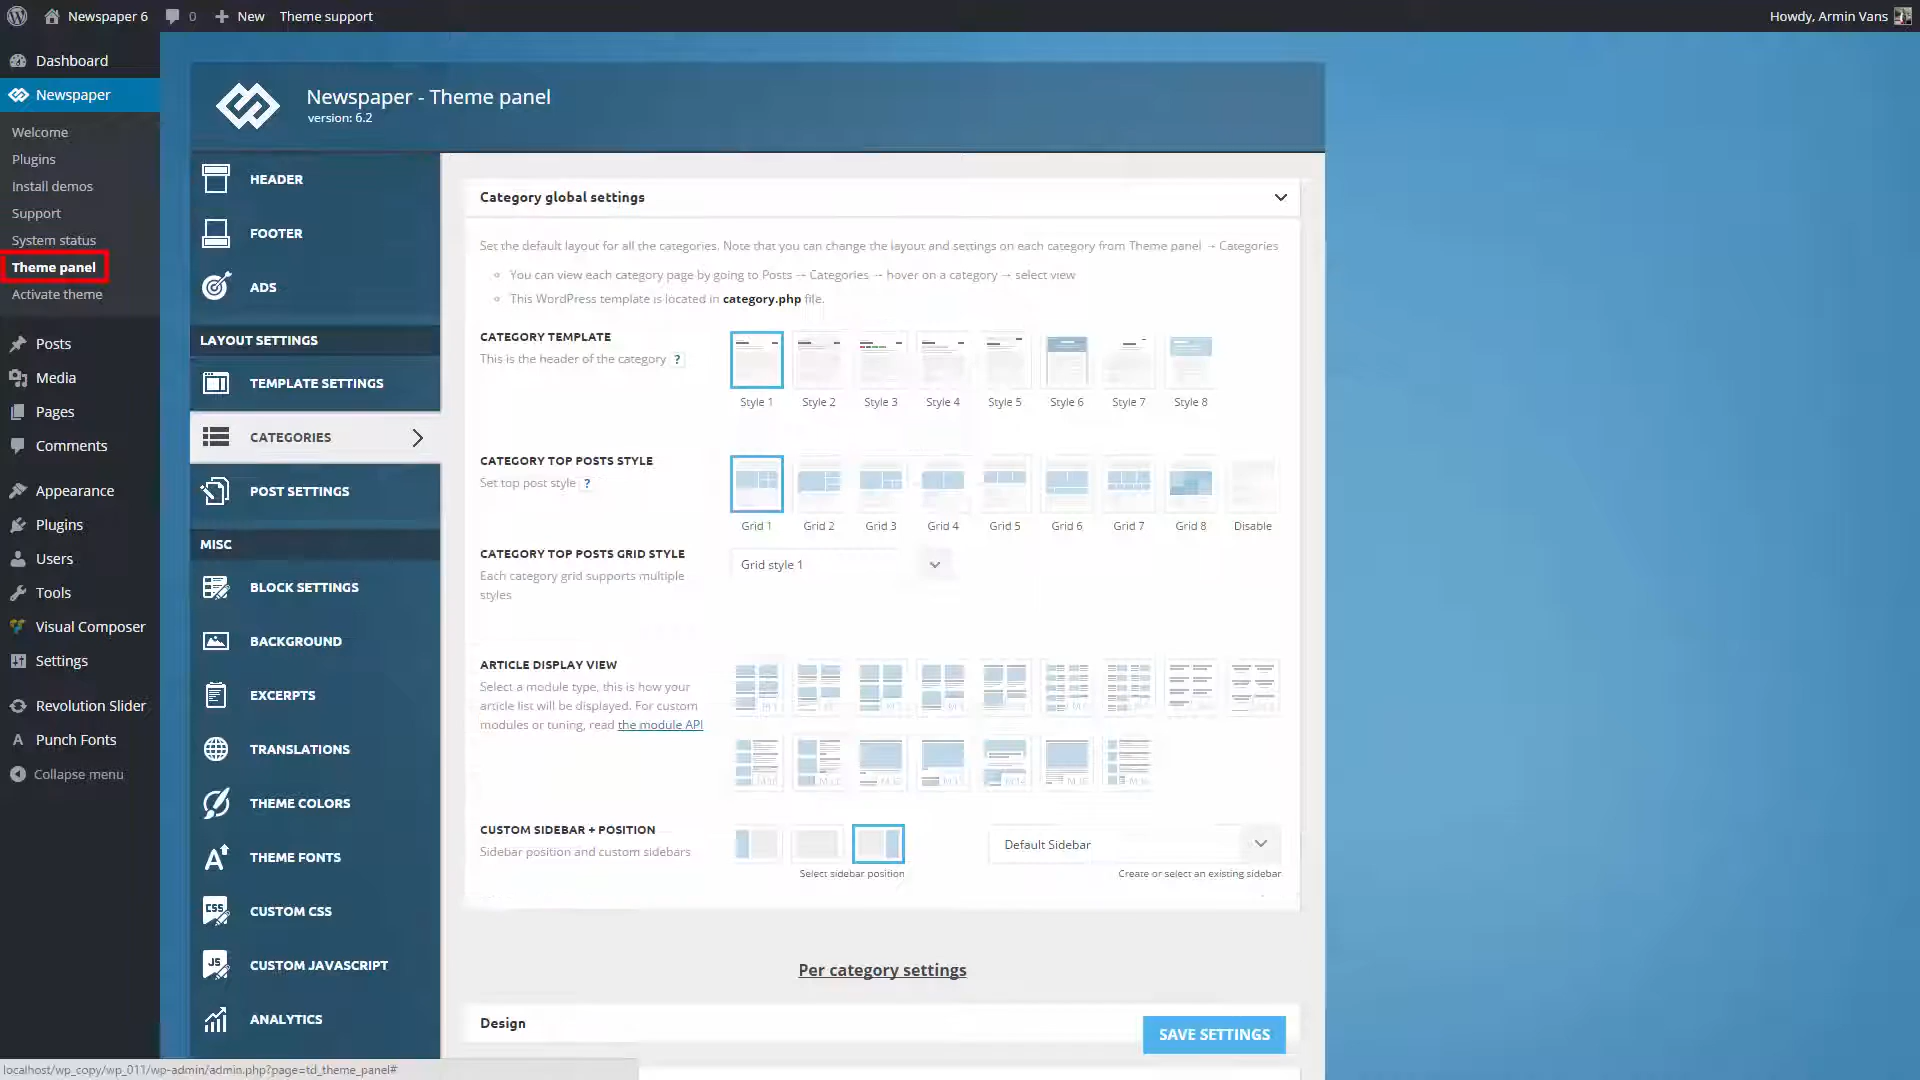 Newspaper 6
0
New
Theme support
Howdy, Armin Vans
Dashboard
Newspaper
Welcome
Plugins
Install demos
Support
System status
Theme panel
Activate theme
Posts
Media
Pages
Comments
Appearance
Plugins
Users
Tools
Visual Composer
Settings
Revolution Slider
Punch Fonts
Collapse menu
Newspaper - Theme panel
version: 6.2
HEADER
FOOTER
ADS
LAYOUT SETTINGS
TEMPLATE SETTINGS
CATEGORIES
POST SETTINGS
MISC
BLOCK SETTINGS
BACKGROUND
EXCERPTS
TRANSLATIONS
THEME COLORS
THEME FONTS
CSS
CUSTOM CSS
JS
CUSTOM JAVASCRIPT
ANALYTICS
Category global settings
Set the default layout for all the categories. Note that you can change the layout and settings on each category from Theme panel → Categories
You can view each category page by going to Posts → Categories → hover on a category → select view
This WordPress template is located in category.php file.
CATEGORY TEMPLATE
This is the header of the category ?
Style 1 Style 2 Style 3 Style 4 Style 5 Style 6 Style 7 Style 8
CATEGORY TOP POSTS STYLE
Set top post style ?
Grid 1 Grid 2 Grid 3 Grid 4 Grid 5 Grid 6 Grid 7 Grid 8 Disable
CATEGORY TOP POSTS GRID STYLE
Each category grid supports multiple
styles
Grid style 1
ARTICLE DISPLAY VIEW
Select a module type, this is how your
article list will be displayed. For custom
modules or tuning, read the module API
CUSTOM SIDEBAR + POSITION
Sidebar position and custom sidebars
Select sidebar position
Default Sidebar
Create or select an existing sidebar
Per category settings
Design
SAVE SETTINGS
localhost/wp_copy/wp_011/wp-admin/admin.php?page=td_theme_panel#